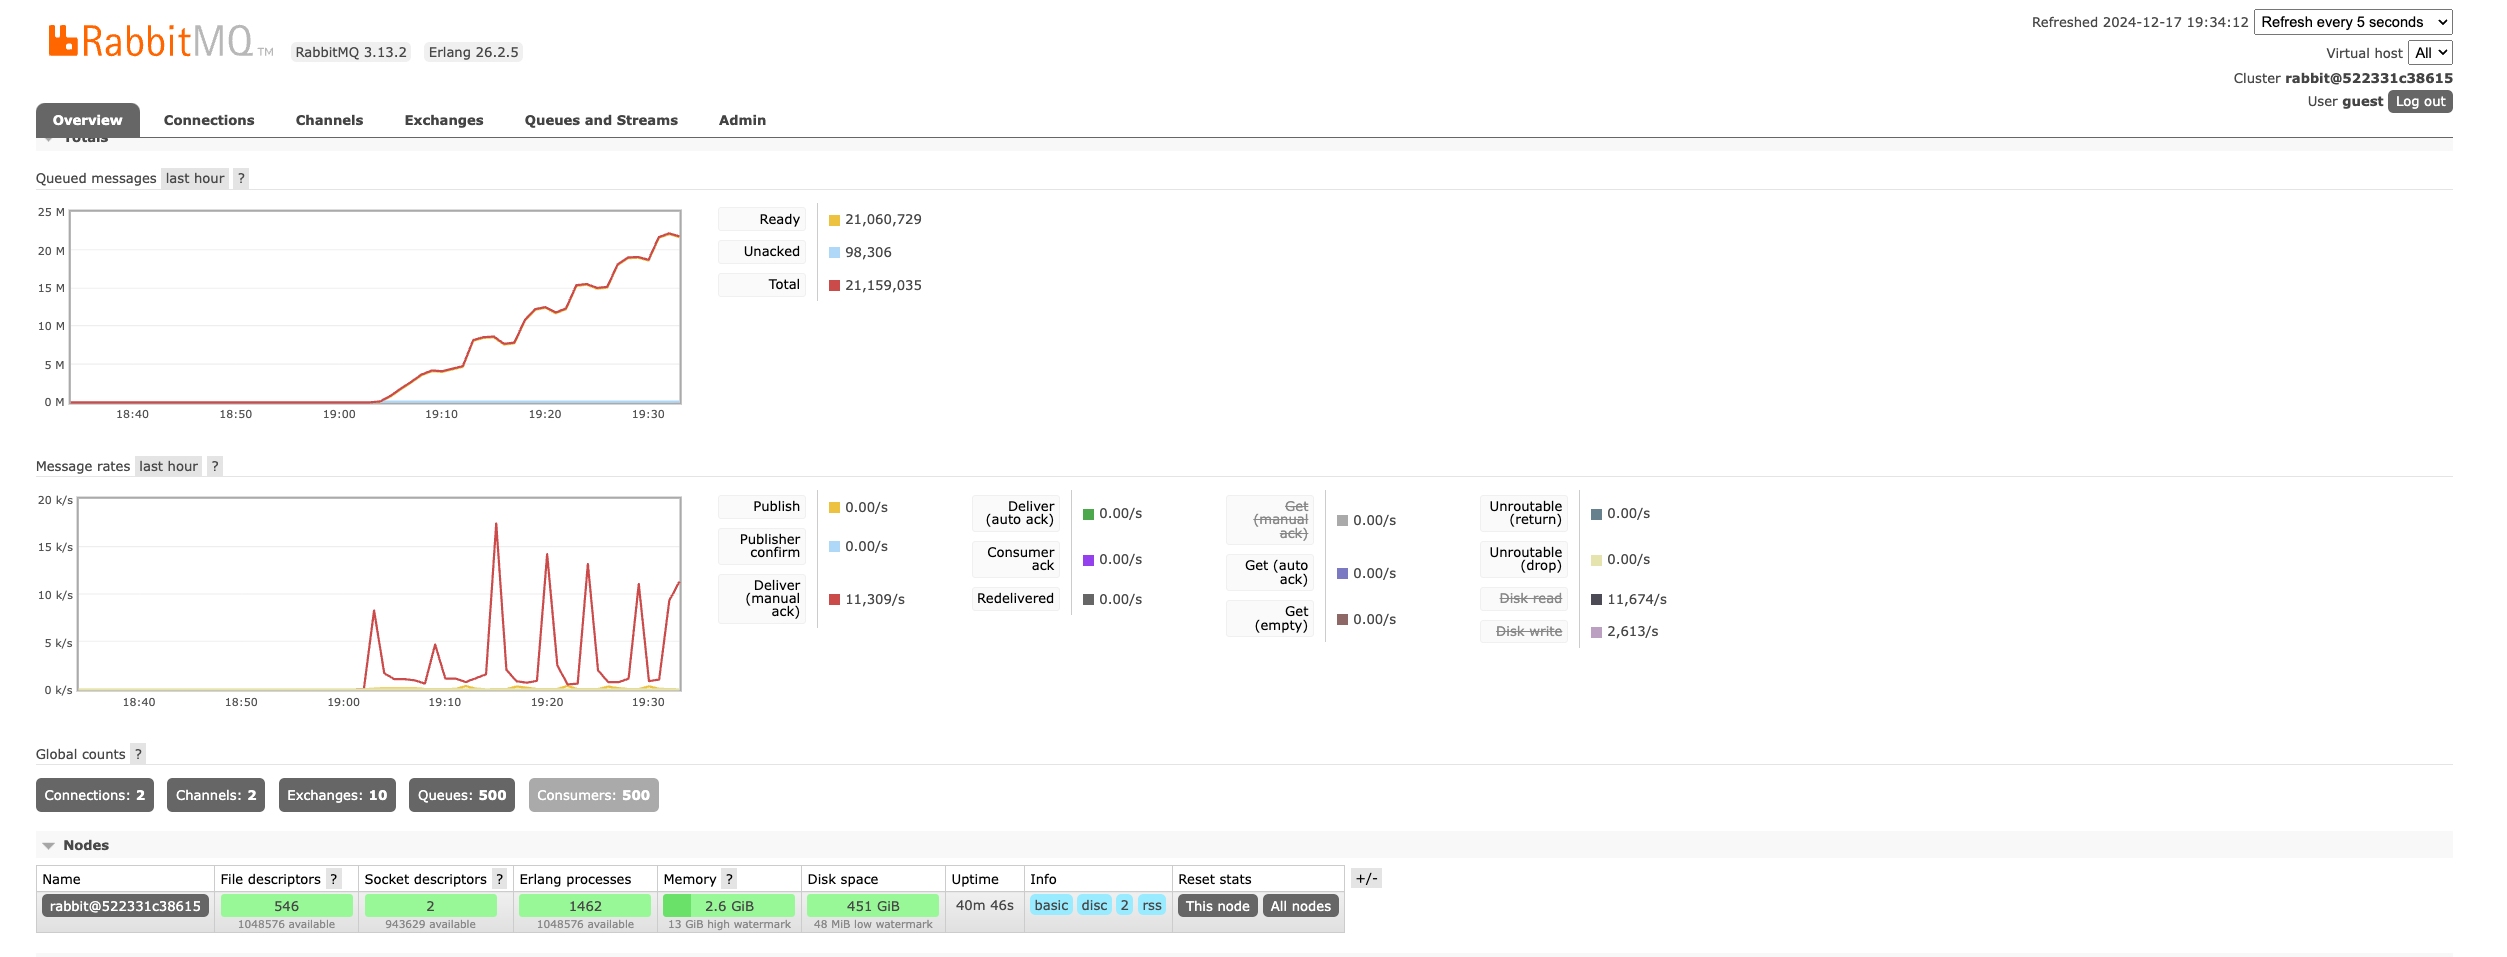 RabbitMQ TM
RabbitMQ 3.13.2 Erlang 26.2.5
Refreshed 2024-12-17 19:34:12 Refresh every 5 seconds
Virtual host All
Cluster rabbit@522331c38615
User guest Log out
Overview Connections Channels Exchanges Queues and Streams Admin
Totals
Queued messages last hour ?
25 M
20 M
15 M
10 M
5 M
0 M
18:40 18:50 19:00 19:10 19:20 19:30
Ready 21,060,729
Unacked 98,306
Total 21,159,035
Message rates last hour ?
20 k/s
15 k/s
10 k/s
5 k/s
0 k/s
18:40 18:50 19:00 19:10 19:20 19:30
Publish 0.00/s
Publisher
confirm 0.00/s
Deliver
(manual
ack) 11,309/s
Deliver
(auto ack) 0.00/s
Consumer
ack 0.00/s
Redelivered 0.00/s
Get
(manual
ack) 0.00/s
Get (auto
ack) 0.00/s
Get
(empty) 0.00/s
Unroutable
(return) 0.00/s
Unroutable
(drop) 0.00/s
Disk read 11,674/s
Disk write 2,613/s
Global counts ?
Connections: 2 Channels: 2 Exchanges: 10 Queues: 500 Consumers: 500
Nodes
Name File descriptors ? Socket descriptors ? Erlang processes Memory ? Disk space Uptime Info Reset stats +/-
rabbit@522331c38615 546 2 1462 2.6 GiB 451 GiB 40m 46s basic disc 2 rss This node All nodes
1048576 available 943629 available 1048576 available 13 GiB high watermark 48 MiB low watermark